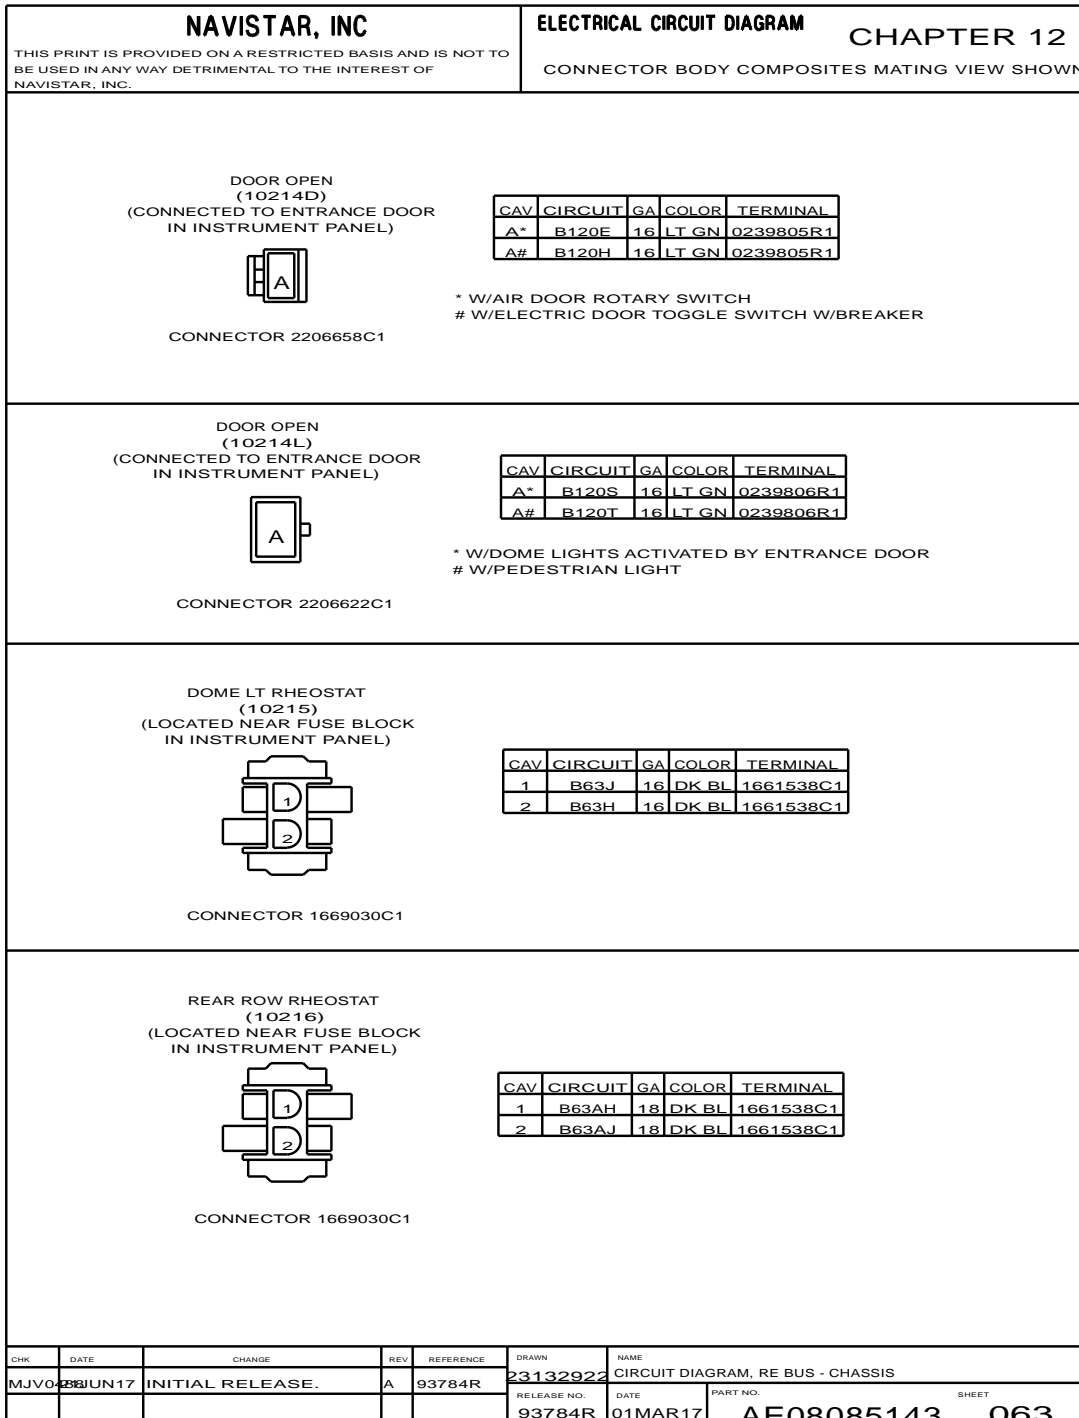 NAVISTAR, INC
THIS PRINT IS PROVIDED ON A RESTRICTED BASIS AND IS NOT TO
BE USED IN ANY WAY DETRIMENTAL TO THE INTEREST OF
NAVISTAR, INC.
ELECTRICAL CIRCUIT DIAGRAM
CHAPTER 12
CONNECTOR BODY COMPOSITES MATING VIEW SHOWN
DOOR OPEN
(10214D)
(CONNECTED TO ENTRANCE DOOR
IN INSTRUMENT PANEL)
A
CONNECTOR 2206658C1
CAV CIRCUIT GA COLOR TERMINAL
A* B120E 16 LT GN 0239805R1
A# B120H 16 LT GN 0239805R1
* W/AIR DOOR ROTARY SWITCH
# W/ELECTRIC DOOR TOGGLE SWITCH W/BREAKER
DOOR OPEN
(10214L)
(CONNECTED TO ENTRANCE DOOR
IN INSTRUMENT PANEL)
A
CONNECTOR 2206622C1
CAV CIRCUIT GA COLOR TERMINAL
A* B120S 16 LT GN 0239806R1
A# B120T 16 LT GN 0239806R1
* W/DOME LIGHTS ACTIVATED BY ENTRANCE DOOR
# W/PEDESTRIAN LIGHT
DOME LT RHEOSTAT
(10215)
(LOCATED NEAR FUSE BLOCK
IN INSTRUMENT PANEL)
1
2
CONNECTOR 1669030C1
CAV CIRCUIT GA COLOR TERMINAL
1 B63J 16 DK BL 1661538C1
2 B63H 16 DK BL 1661538C1
REAR ROW RHEOSTAT
(10216)
(LOCATED NEAR FUSE BLOCK
IN INSTRUMENT PANEL)
1
2
CONNECTOR 1669030C1
CAV CIRCUIT GA COLOR TERMINAL
1 B63AH 18 DK BL 1661538C1
2 B63AJ 18 DK BL 1661538C1
CHK DATE CHANGE REV REFERENCE
INITIAL RELEASE. A 93784R
DRAWN
23132922
NAME
CIRCUIT DIAGRAM, RE BUS - CHASSIS
RELEASE NO.
93784R
DATE
01MAR17
PART NO.
AE08085143
SHEET
063